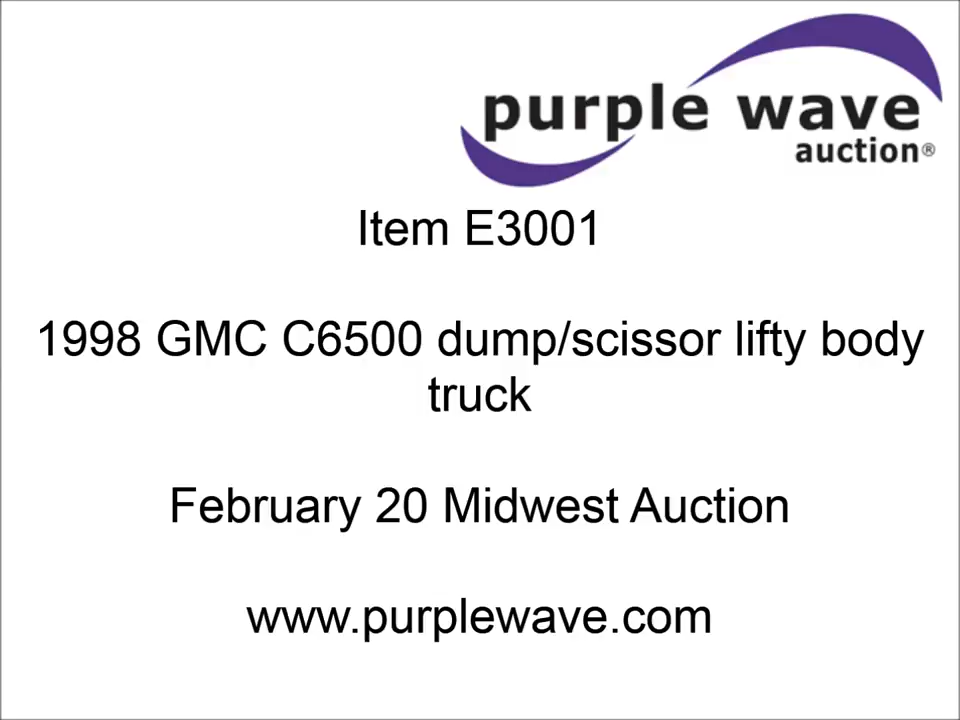 purple wave
auction®
Item E3001
1998 GMC C6500 dump/scissor lifty body
truck
February 20 Midwest Auction
www.purplewave.com